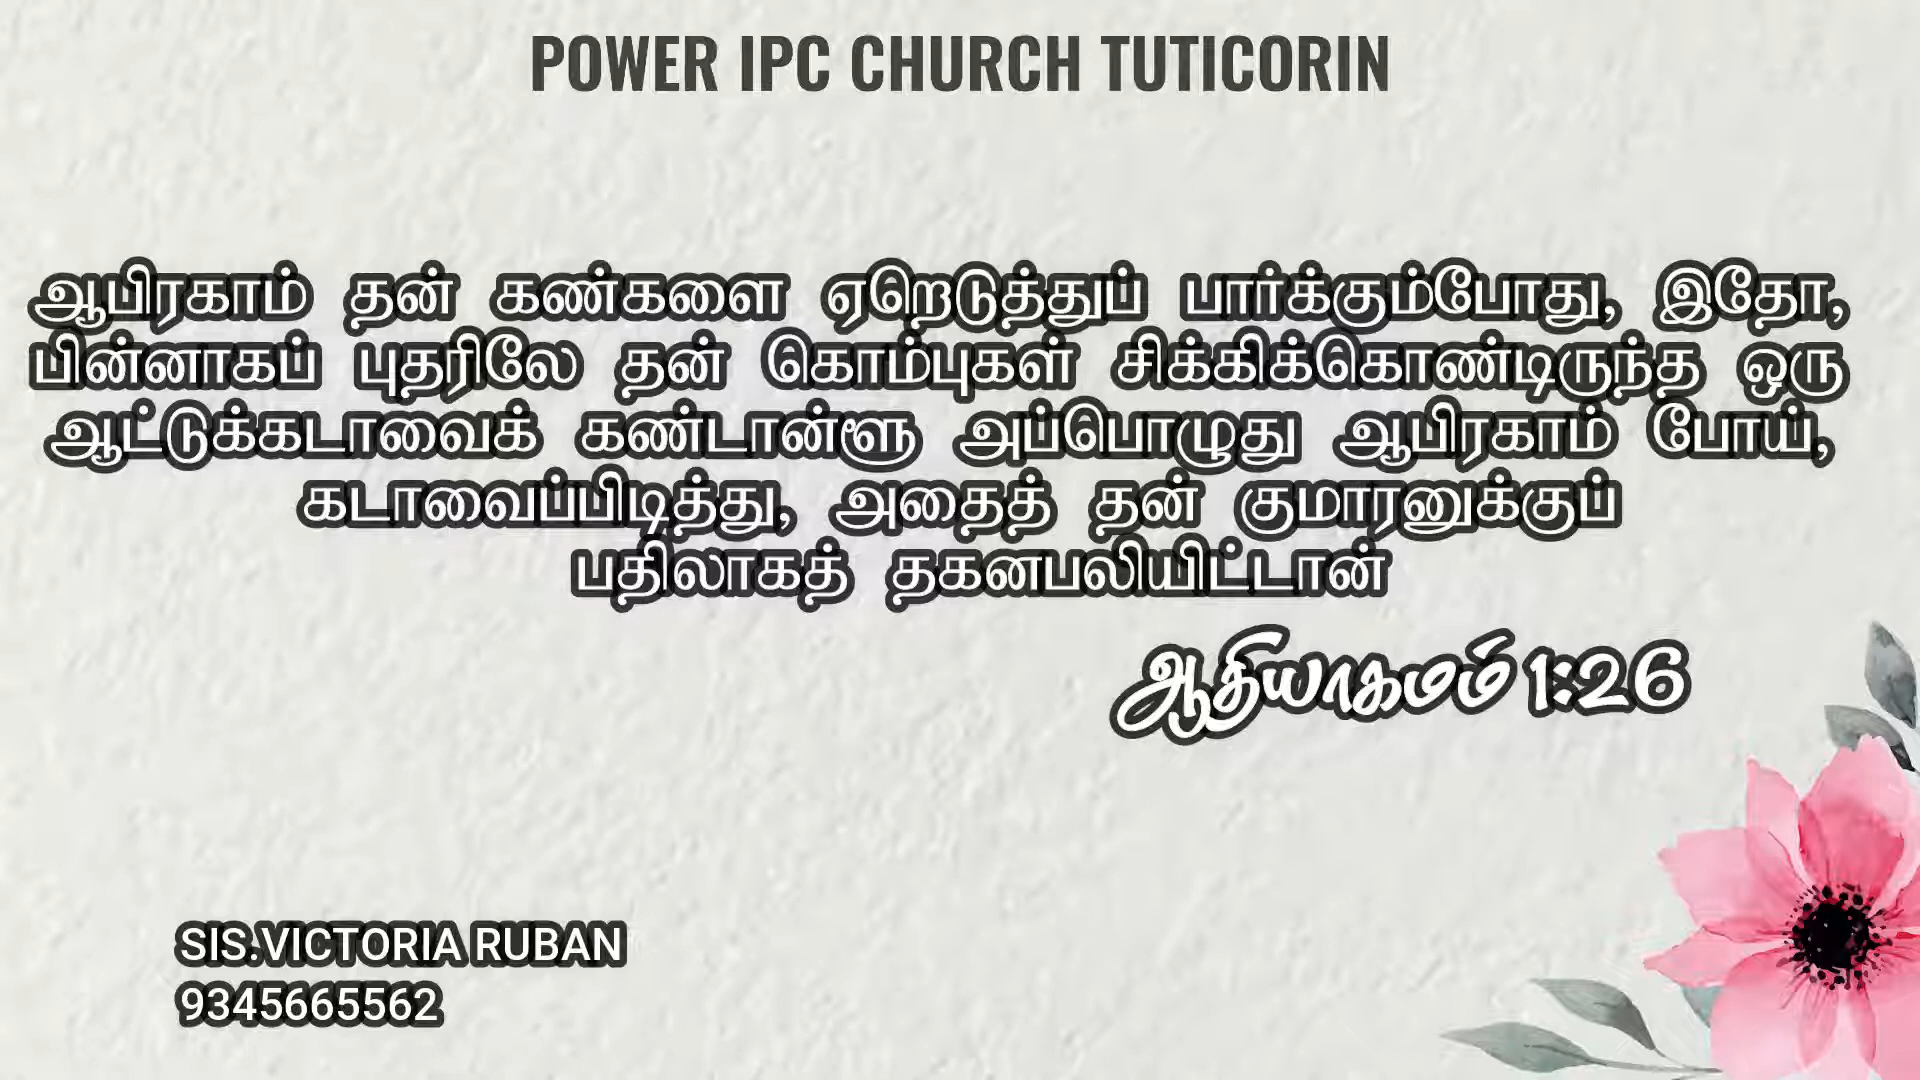 POWER IPC CHURCH TUTICORIN
ஆபிரகாம் தன் கண்களை ஏறெடுத்துப் பார்க்கும்போது, இதோ,
பின்னாகப் புதரிலே தன் கொம்புகள் சிக்கிக்கொண்டிருந்த ஒரு
ஆட்டுக்கடாவைக் கண்டான்ளூ அப்பொழுது ஆபிரகாம் போய்,
கடாவைப்பிடித்து, அதைத் தன் குமாரனுக்குப்
பதிலாகத் தகனபலியிட்டான்
ஆதியாகமம் 1:26
SIS.VICTORIA RUBAN
9345665562